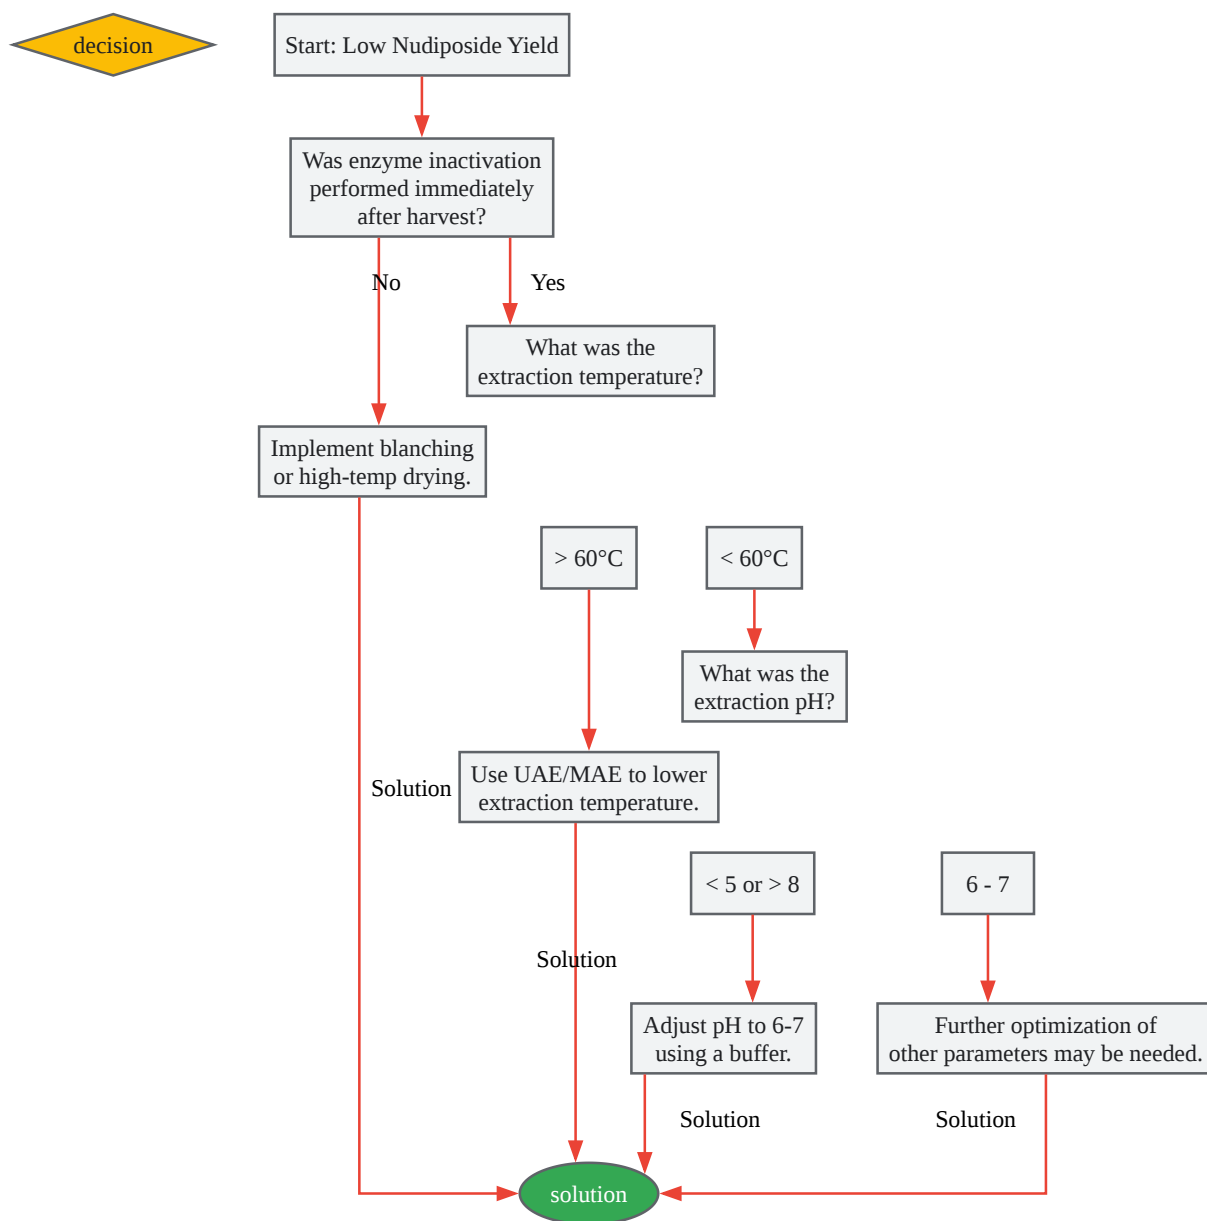 decision
Start: Low Nudiposide Yield
Was enzyme inactivation
performed immediately
after harvest?
No
Yes
What was the
extraction temperature?
Implement blanching
or high-temp drying.
> 60°C
< 60°C
What was the
extraction pH?
Use UAE/MAE to lower
extraction temperature.
Solution
< 5 or > 8
6 - 7
Solution
Adjust pH to 6-7
using a buffer.
Further optimization of
other parameters may be needed.
Solution
Solution
solution